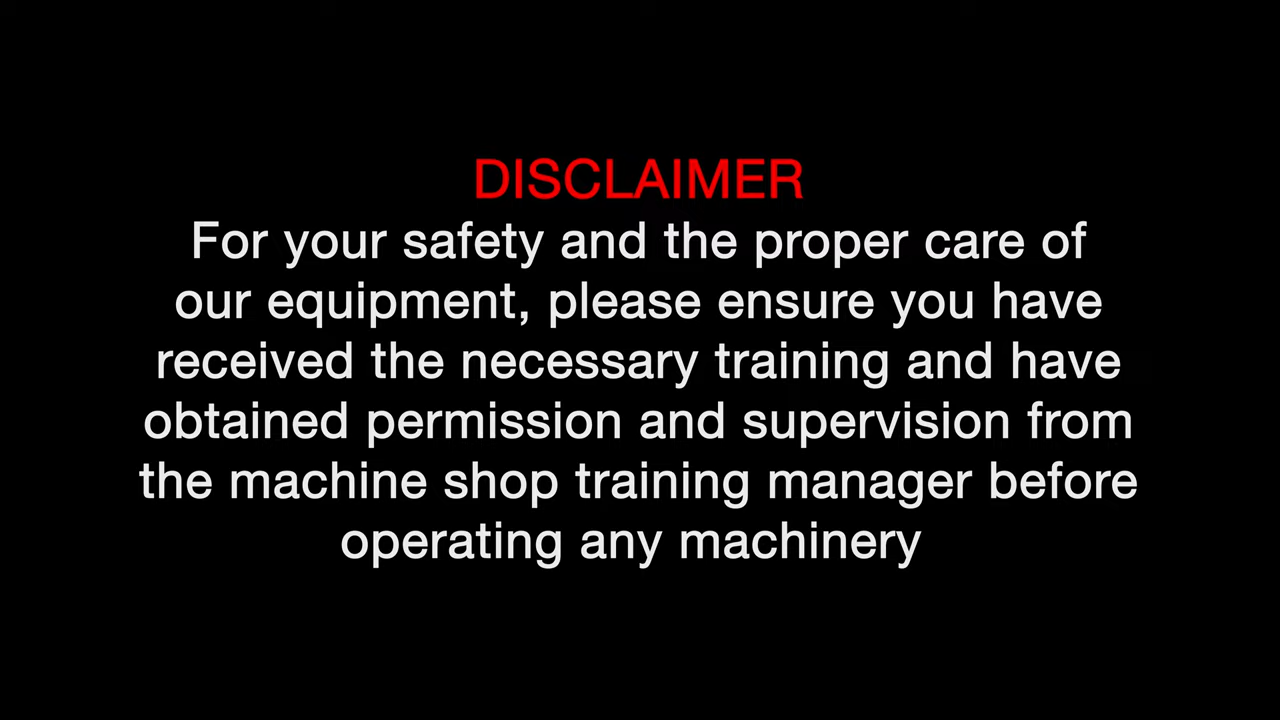 DISCLAIMER
For your safety and the proper care of
our equipment, please ensure you have
received the necessary training and have
obtained permission and supervision from
the machine shop training manager before
operating any machinery